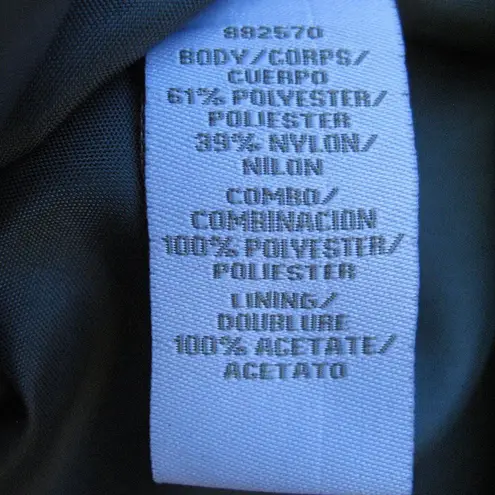 882570
BODY/CORPS/
CUERPO
61% POLYESTER/
POLIESTER
39% NYLON/
NILON
COMBO/
COMBINACION
100% POLYESTER/
POLIESTER
LINING/
DOUBLURE
100% ACETATE/
ACETATO